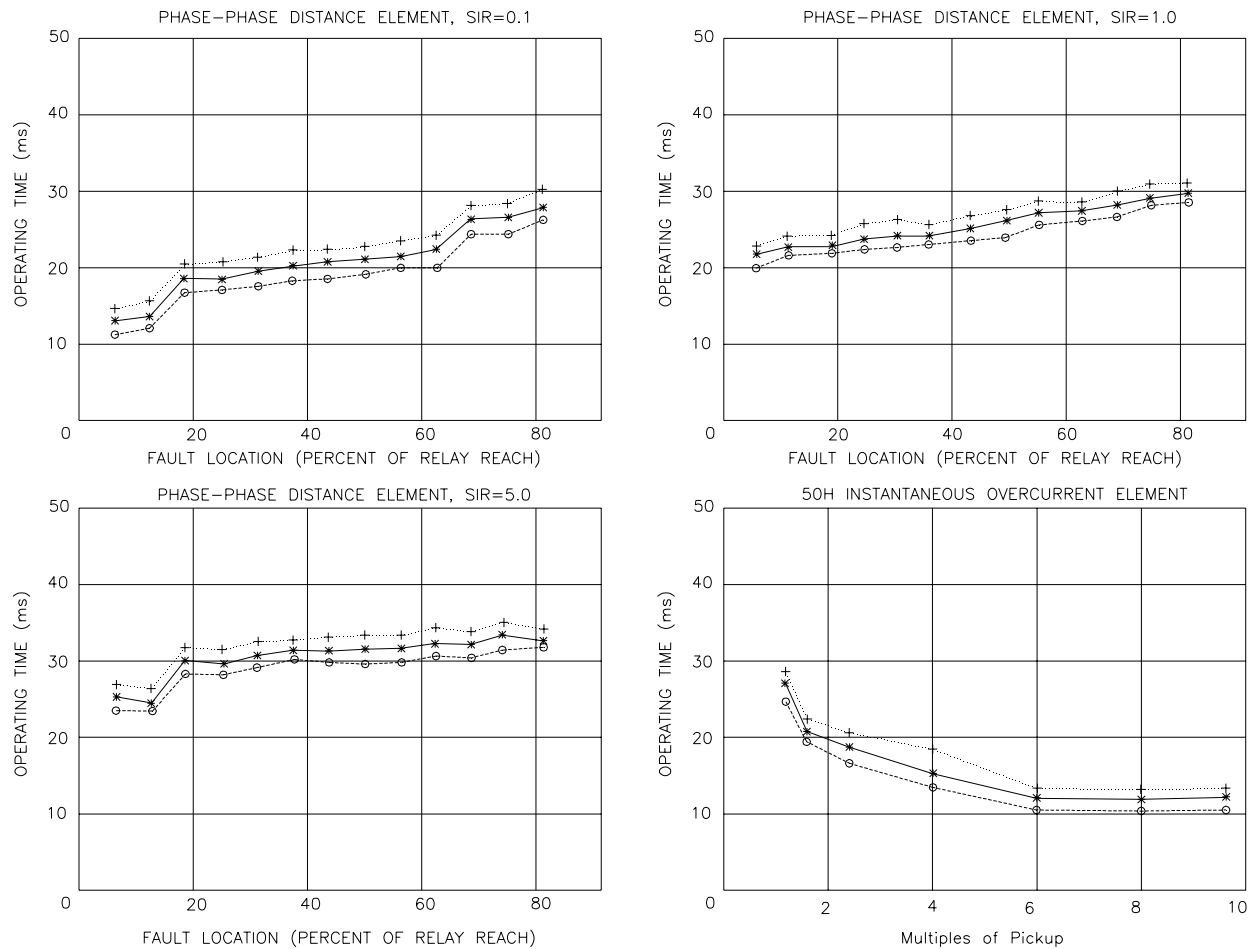 PHASE-PHASE DISTANCE ELEMENT, SIR=0.1
50
40
30
20
10
0
OPERATING TIME (ms)
20 40 60 80
FAULT LOCATION (PERCENT OF RELAY REACH)
PHASE-PHASE DISTANCE ELEMENT, SIR=1.0
50
40
30
20
10
0
OPERATING TIME (ms)
20 40 60 80
FAULT LOCATION (PERCENT OF RELAY REACH)
PHASE-PHASE DISTANCE ELEMENT, SIR=5.0
50
40
30
20
10
0
OPERATING TIME (ms)
20 40 60 80
FAULT LOCATION (PERCENT OF RELAY REACH)
50H INSTANTANEOUS OVERCURRENT ELEMENT
50
40
30
20
10
0
OPERATING TIME (ms)
2 4 6 8 10
Multiples of Pickup